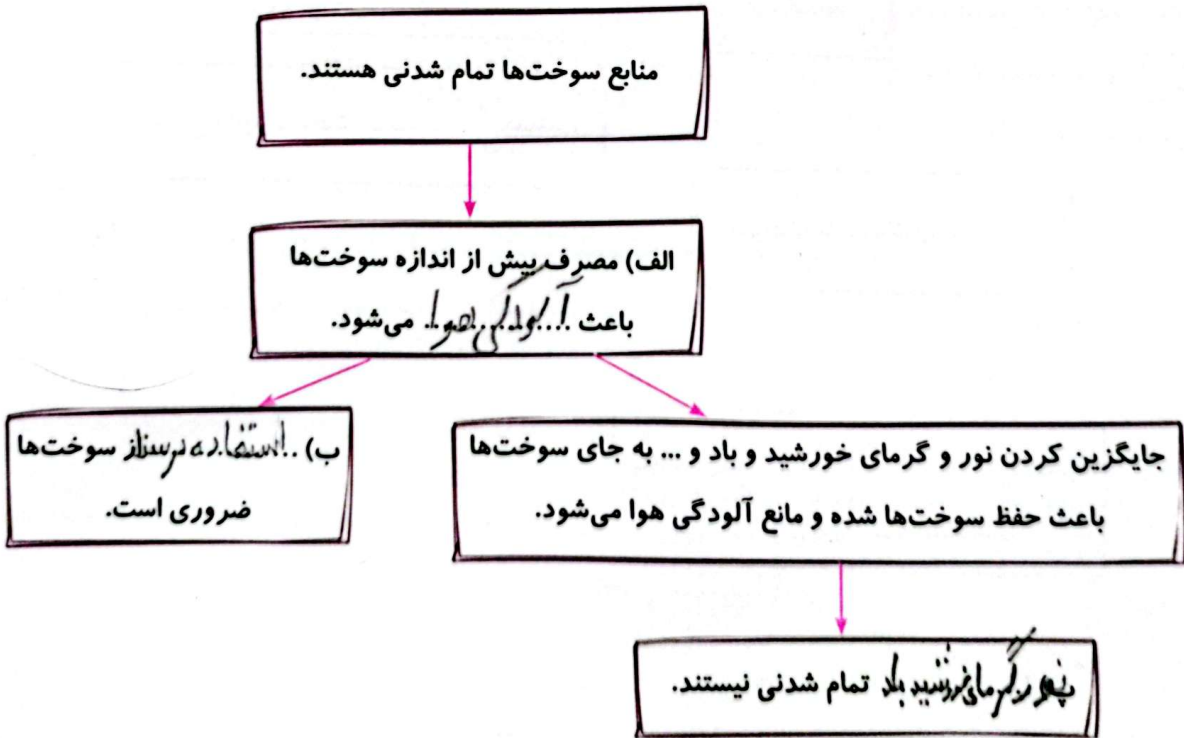 منابع سوخت‌ها تمام شدنی هستند.
الف) مصرف بیش از اندازه سوخت‌ها
باعث آلودگی هوا می‌شود.
جایگزین کردن نور و گرمای خورشید و باد و ... به جای سوخت‌ها
باعث حفظ سوخت‌ها شده و مانع آلودگی هوا می‌شود.
ب) استفاده درست از سوخت‌ها
ضروری است.
گرمای خورشید باد تمام شدنی نیستند.